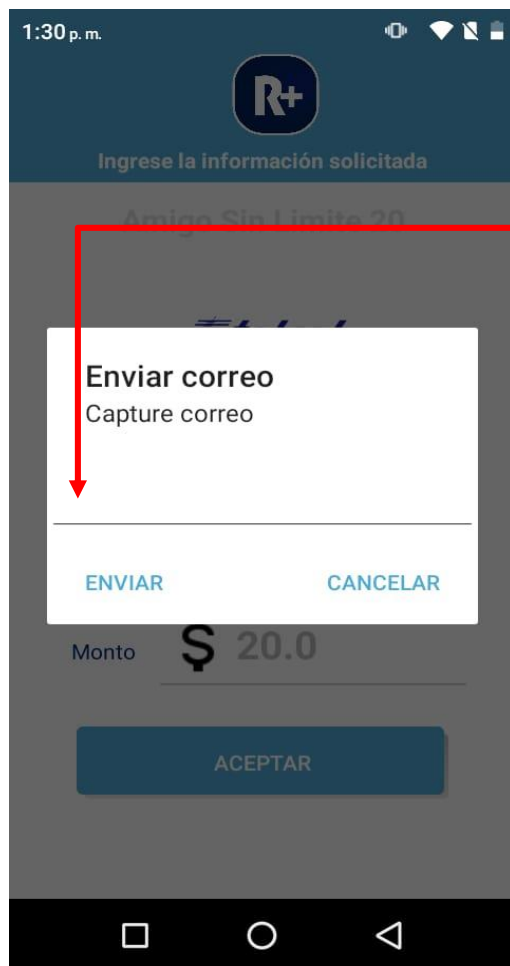 1:30 p. m.
R+
Ingrese la información solicitada
Amigo Sin Limite 20
Enviar correo
Capture correo
ENVIAR
CANCELAR
Monto $ 20.0
ACEPTAR